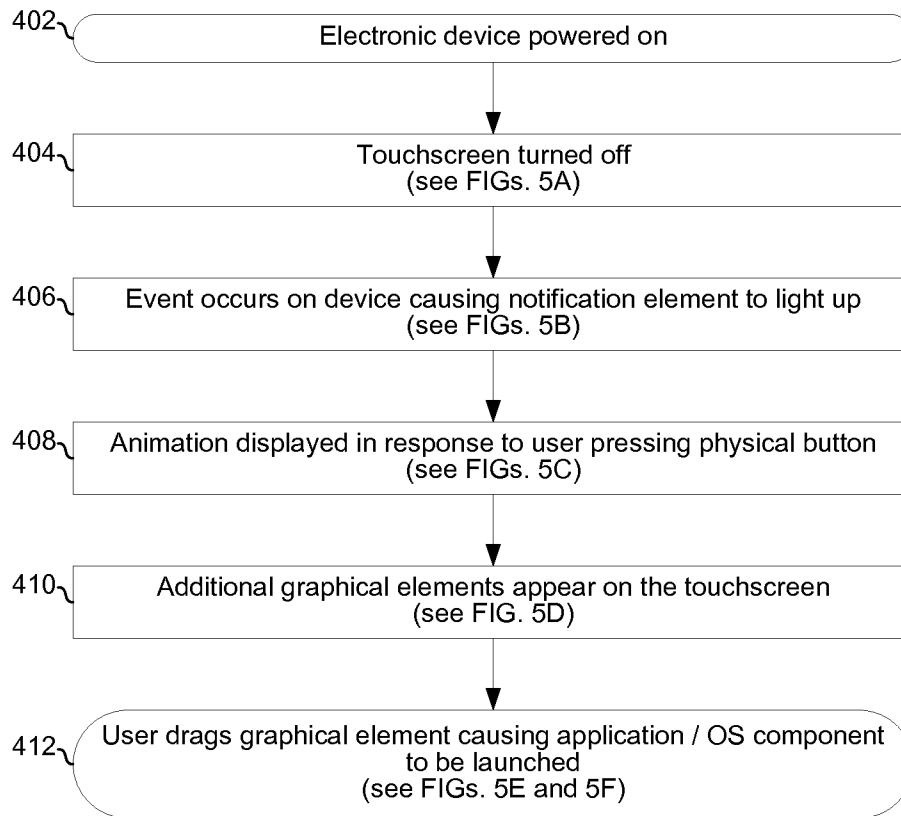 402
Electronic device powered on
404
Touchscreen turned off
(see FIGs. 5A)
406
Event occurs on device causing notification element to light up
(see FIGs. 5B)
408
Animation displayed in response to user pressing physical button
(see FIGs. 5C)
410
Additional graphical elements appear on the touchscreen
(see FIG. 5D)
412
User drags graphical element causing application / OS component
to be launched
(see FIGs. 5E and 5F)